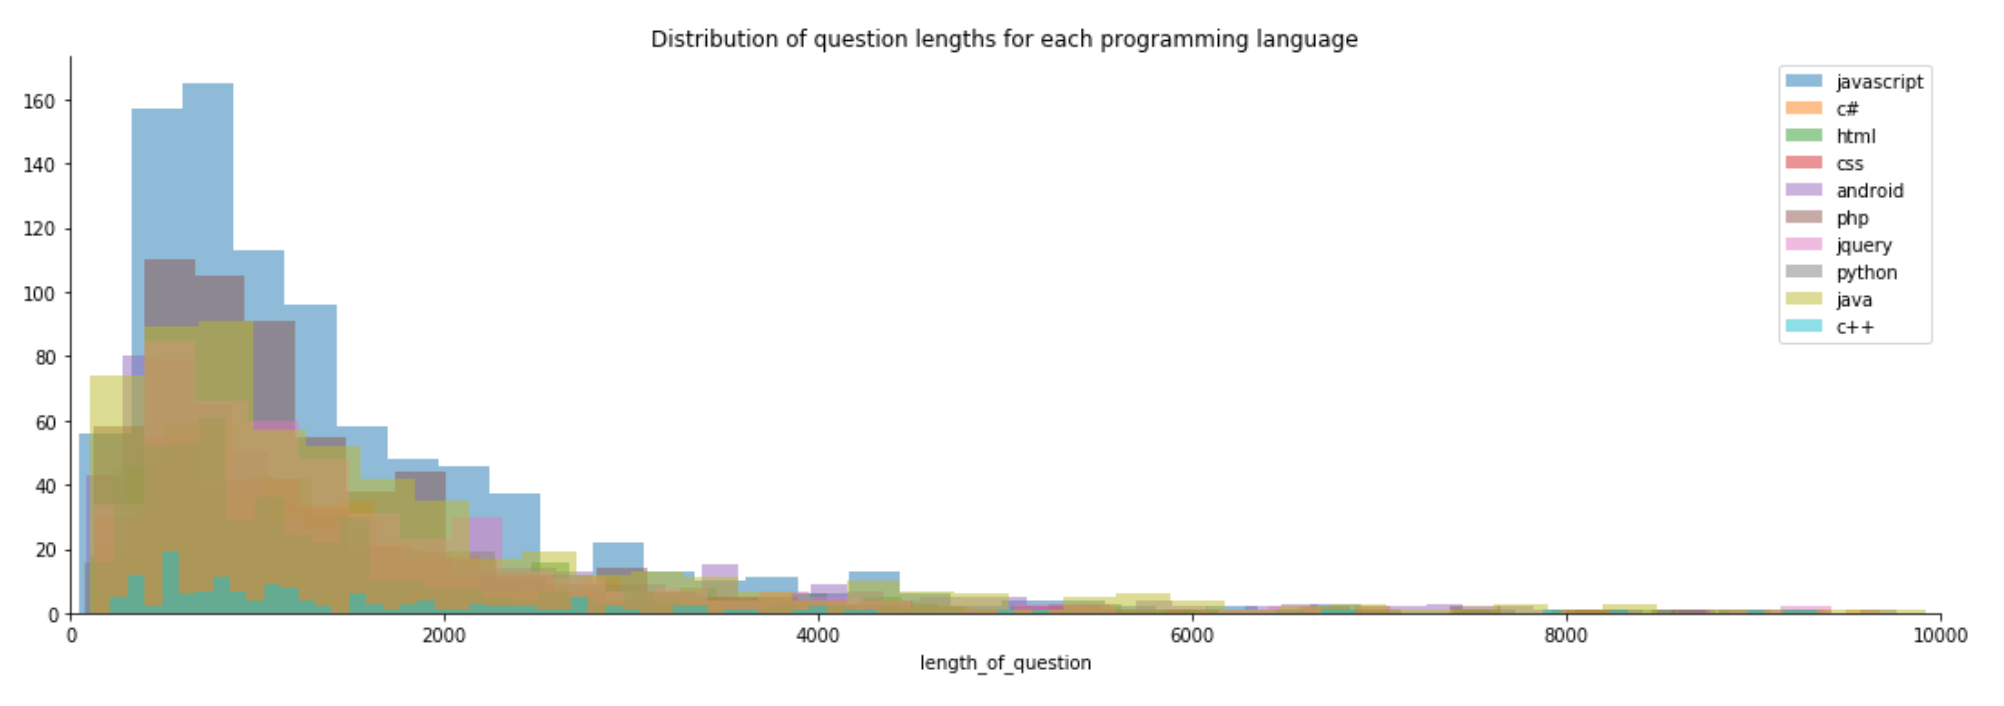 Distribution of question lengths for each programming language
javascript
c#
html
css
android
php
jquery
python
java
c++
160
140
120
100
80
60
40
20
0
0 2000 4000 6000 8000 10000
length_of_question